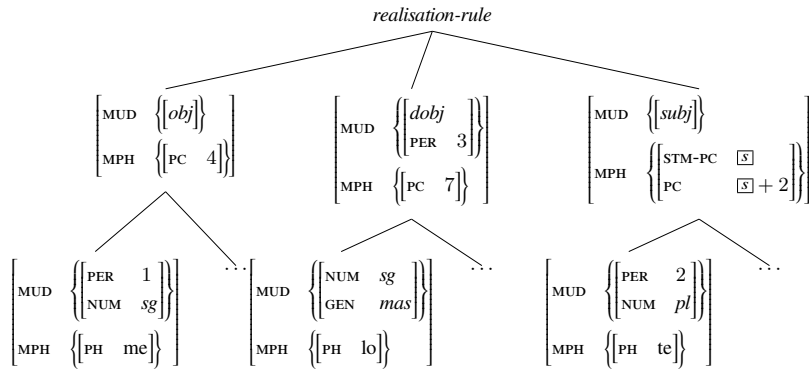 realisation-rule
[MUD {[obj]}]
[MPH {[PC 4]}]
[MUD {[dobj PER 3]}]
[MPH {[PC 7]}]
[MUD {[subj]}]
[MPH {[STM-PC s PC s + 2]}]
[MUD {[PER 1 NUM sg]}]
[MPH {[PH me]}]
...
[MUD {[NUM sg GEN mas]}]
[MPH {[PH lo]}]
...
[MUD {[PER 2 NUM pl]}]
[MPH {[PH te]}]
...